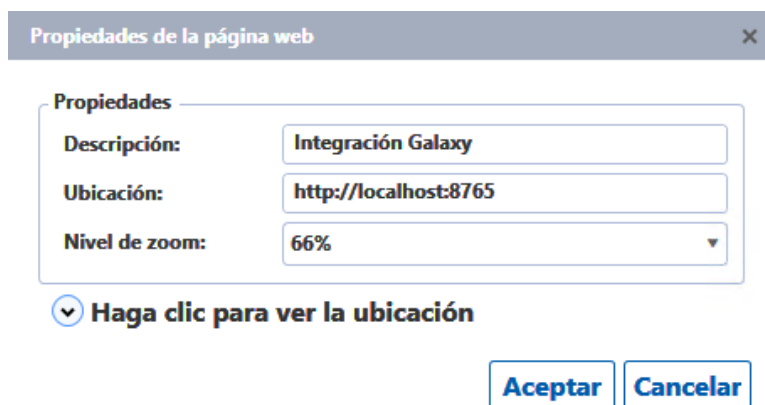 Propiedades de la página web
Propiedades
Descripción: Integración Galaxy
Ubicación: http://localhost:8765
Nivel de zoom: 66%
Haga clic para ver la ubicación
Aceptar Cancelar